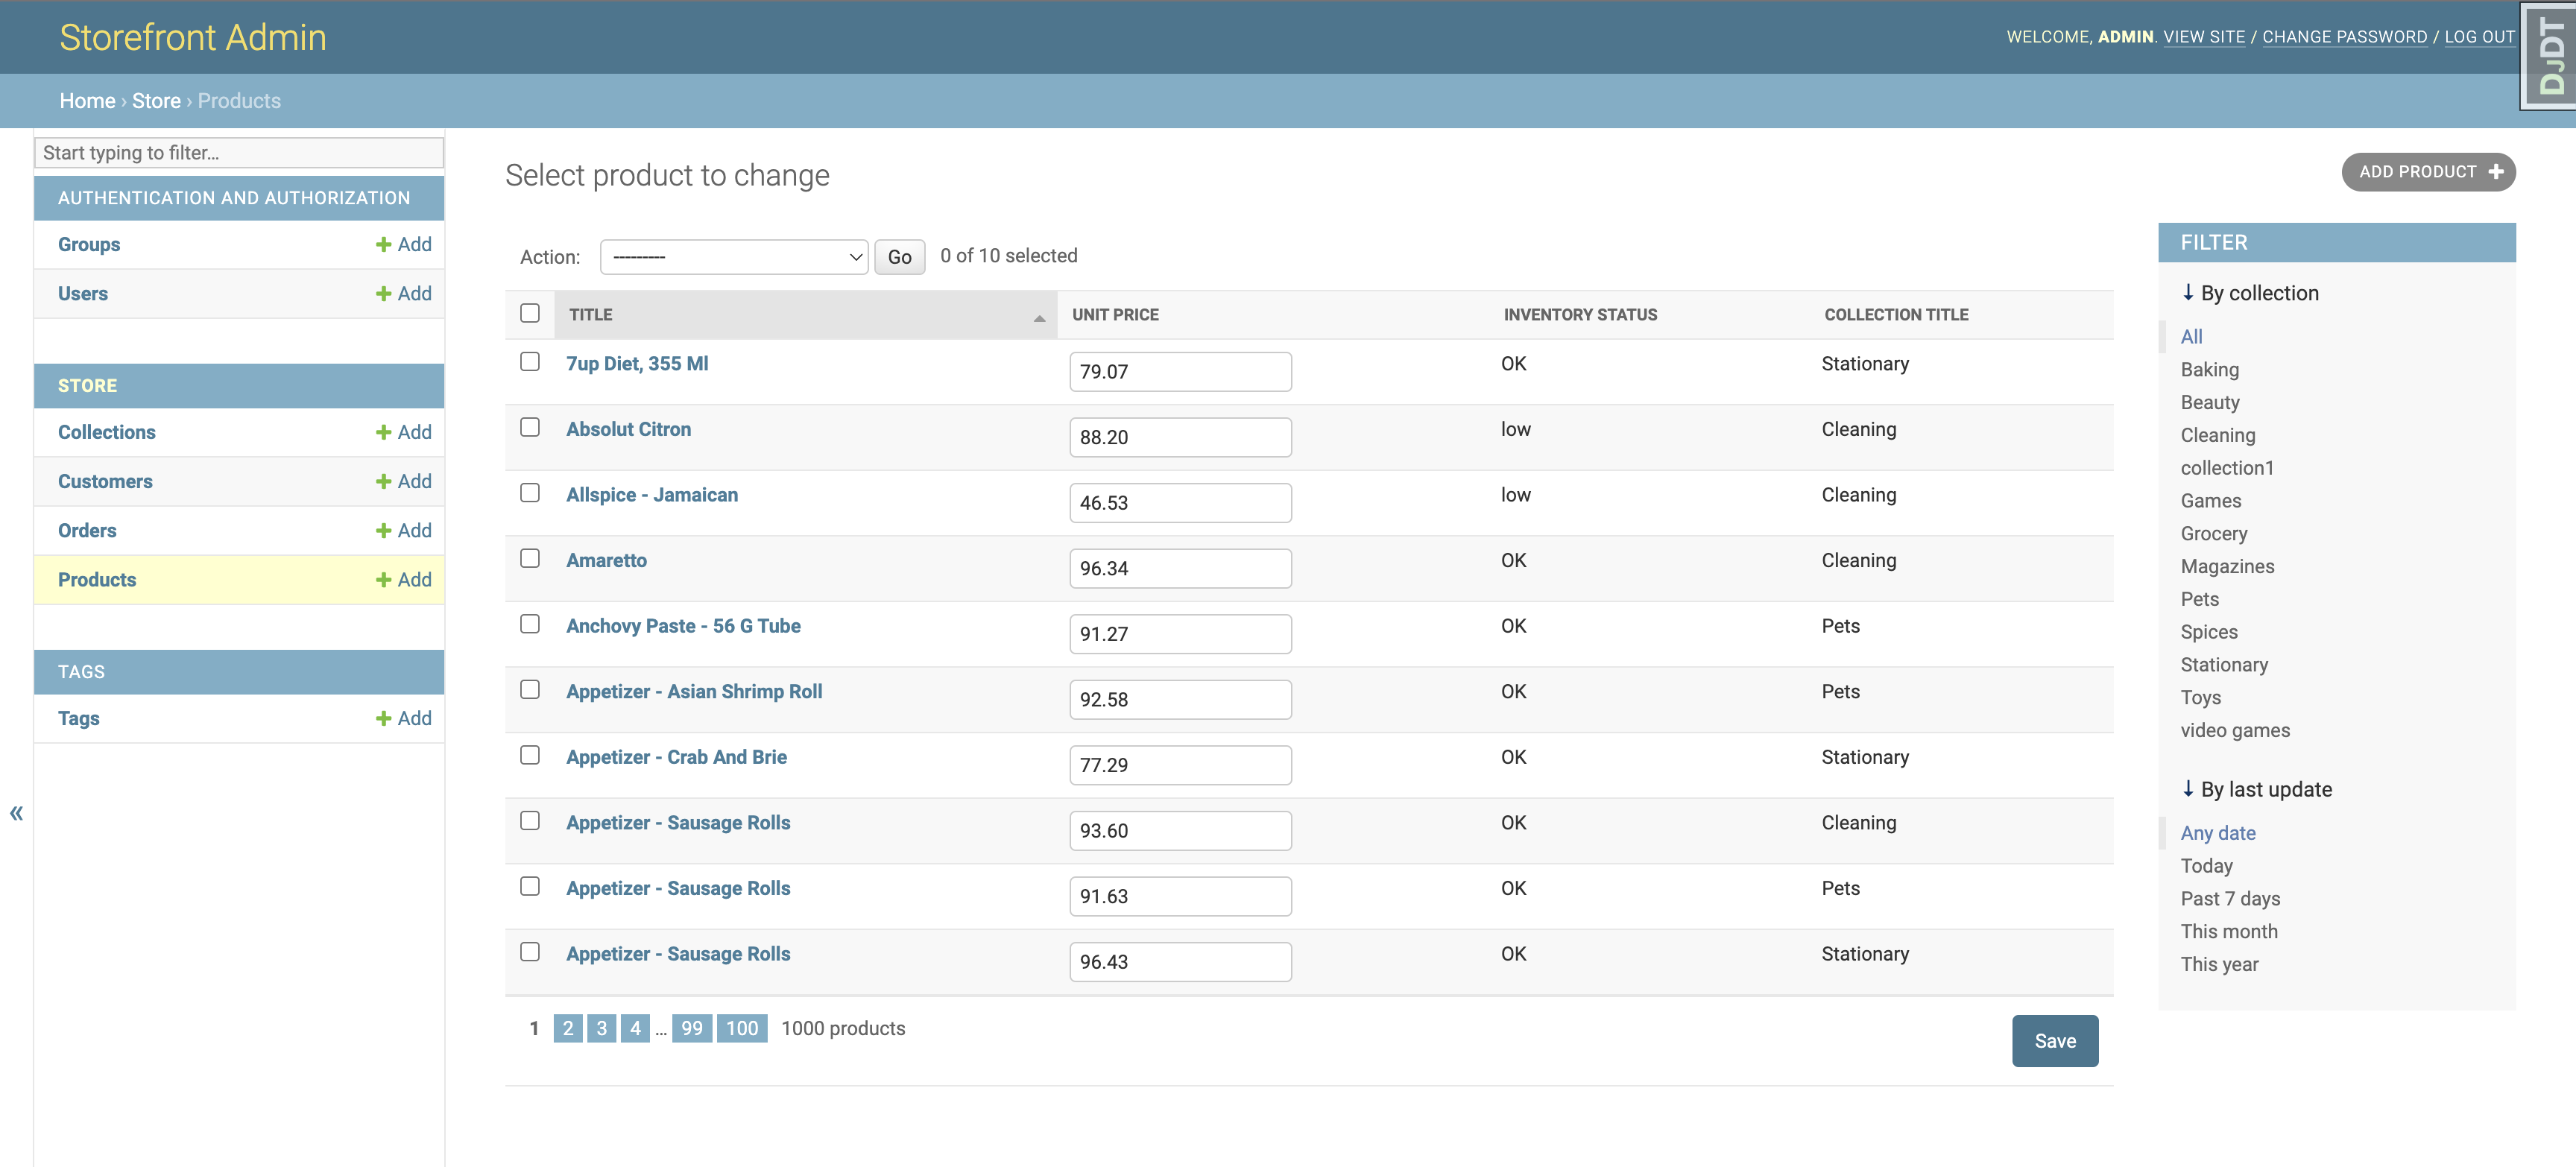 Storefront Admin
WELCOME, ADMIN. VIEW SITE / CHANGE PASSWORD / LOG OUT
DJDT
Home › Store › Products
Start typing to filter...
AUTHENTICATION AND AUTHORIZATION
Groups + Add
Users + Add
STORE
Collections + Add
Customers + Add
Orders + Add
Products + Add
TAGS
Tags + Add
«
Select product to change
ADD PRODUCT +
Action: --------- Go 0 of 10 selected
TITLE UNIT PRICE INVENTORY STATUS COLLECTION TITLE
7up Diet, 355 Ml 79.07 OK Stationary
Absolut Citron 88.20 low Cleaning
Allspice - Jamaican 46.53 low Cleaning
Amaretto 96.34 OK Cleaning
Anchovy Paste - 56 G Tube 91.27 OK Pets
Appetizer - Asian Shrimp Roll 92.58 OK Pets
Appetizer - Crab And Brie 77.29 OK Stationary
Appetizer - Sausage Rolls 93.60 OK Cleaning
Appetizer - Sausage Rolls 91.63 OK Pets
Appetizer - Sausage Rolls 96.43 OK Stationary
1 2 3 4 ... 99 100 1000 products
Save
FILTER
↓ By collection
All
Baking
Beauty
Cleaning
collection1
Games
Grocery
Magazines
Pets
Spices
Stationary
Toys
video games
↓ By last update
Any date
Today
Past 7 days
This month
This year